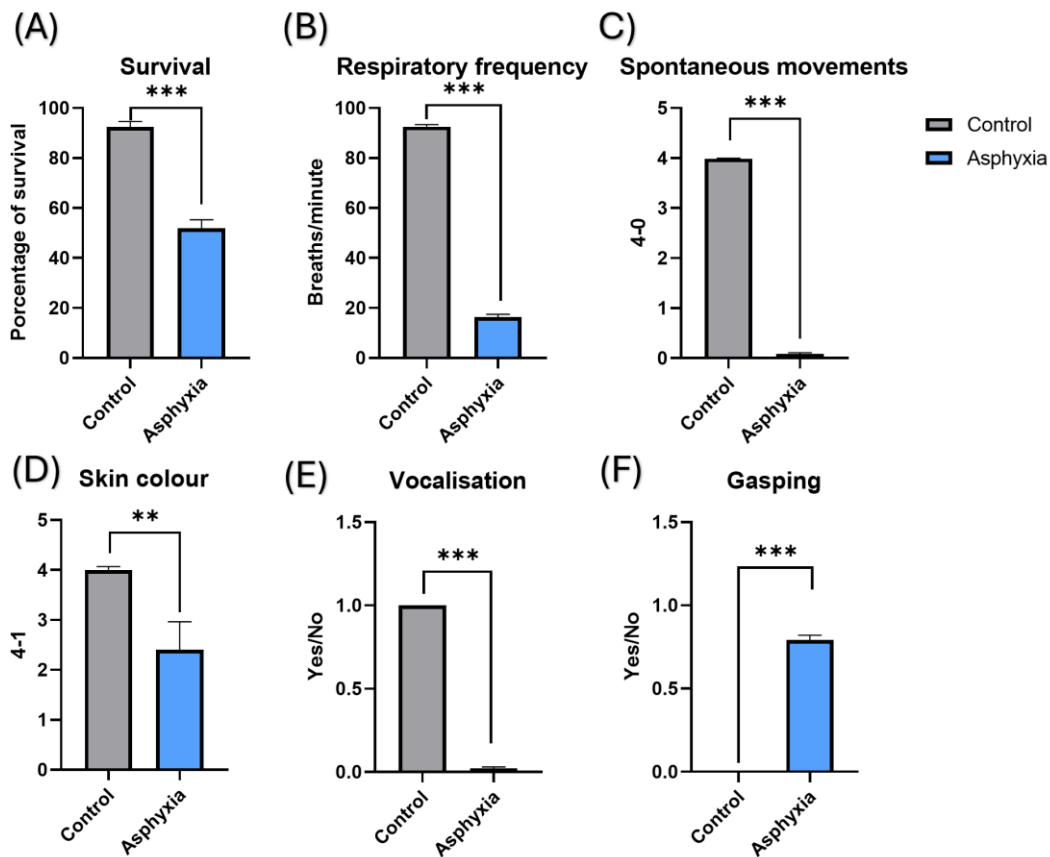 (A)
Survival
***
Porcentage of survival
100
80
60
40
20
0
Control
Asphyxia
(B)
Respiratory frequency
***
Breaths/minute
100
80
60
40
20
0
Control
Asphyxia
(C)
Spontaneous movements
***
4-0
5
4
3
2
1
0
Control
Asphyxia
Control
Asphyxia
(D)
Skin colour
**
4-1
5
4
3
2
1
0
Control
Asphyxia
(E)
Vocalisation
***
Yes/No
1.5
1.0
0.5
0.0
Control
Asphyxia
(F)
Gasping
***
Yes/No
1.5
1.0
0.5
0.0
Control
Asphyxia